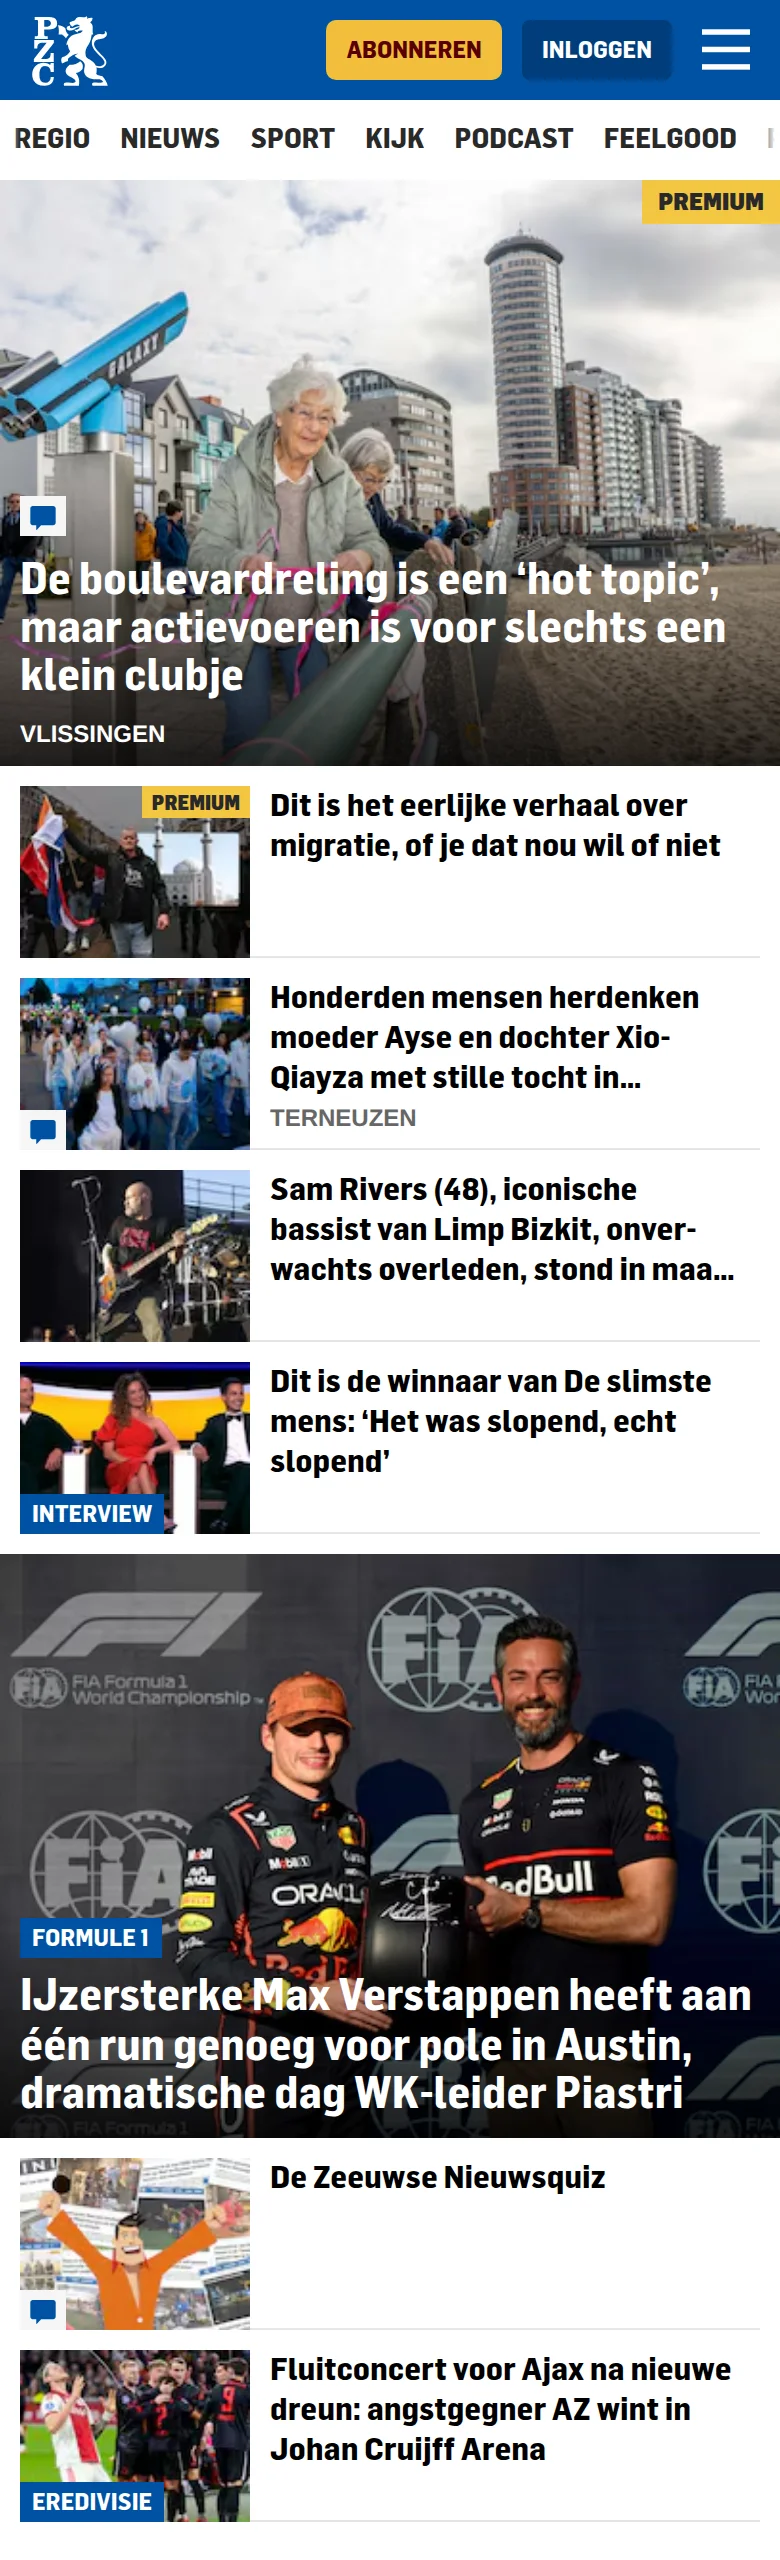 PZC
ABONNEREN
INLOGGEN
REGIO NIEUWS SPORT KIJK PODCAST FEELGOOD
PREMIUM
GALAXY
De boulevardreling is een ‘hot topic’,
maar actievoeren is voor slechts een
klein clubje
VLISSINGEN
PREMIUM
Dit is het eerlijke verhaal over
migratie, of je dat nou wil of niet
Honderden mensen herdenken
moeder Ayse en dochter Xio-
Qiayza met stille tocht in...
TERNEUZEN
Sam Rivers (48), iconische
bassist van Limp Bizkit, onver-
wachts overleden, stond in maa...
INTERVIEW
Dit is de winnaar van De slimste
mens: ‘Het was slopend, echt
slopend’
FIA Formula 1
World Championship
FIA
ORACLE
RedBull
FORMULE 1
IJzersterke Max Verstappen heeft aan
één run genoeg voor pole in Austin,
dramatische dag WK-leider Piastri
De Zeeuwse Nieuwsquiz
EREDIVISIE
Fluitconcert voor Ajax na nieuwe
dreun: angstgegner AZ wint in
Johan Cruijff Arena